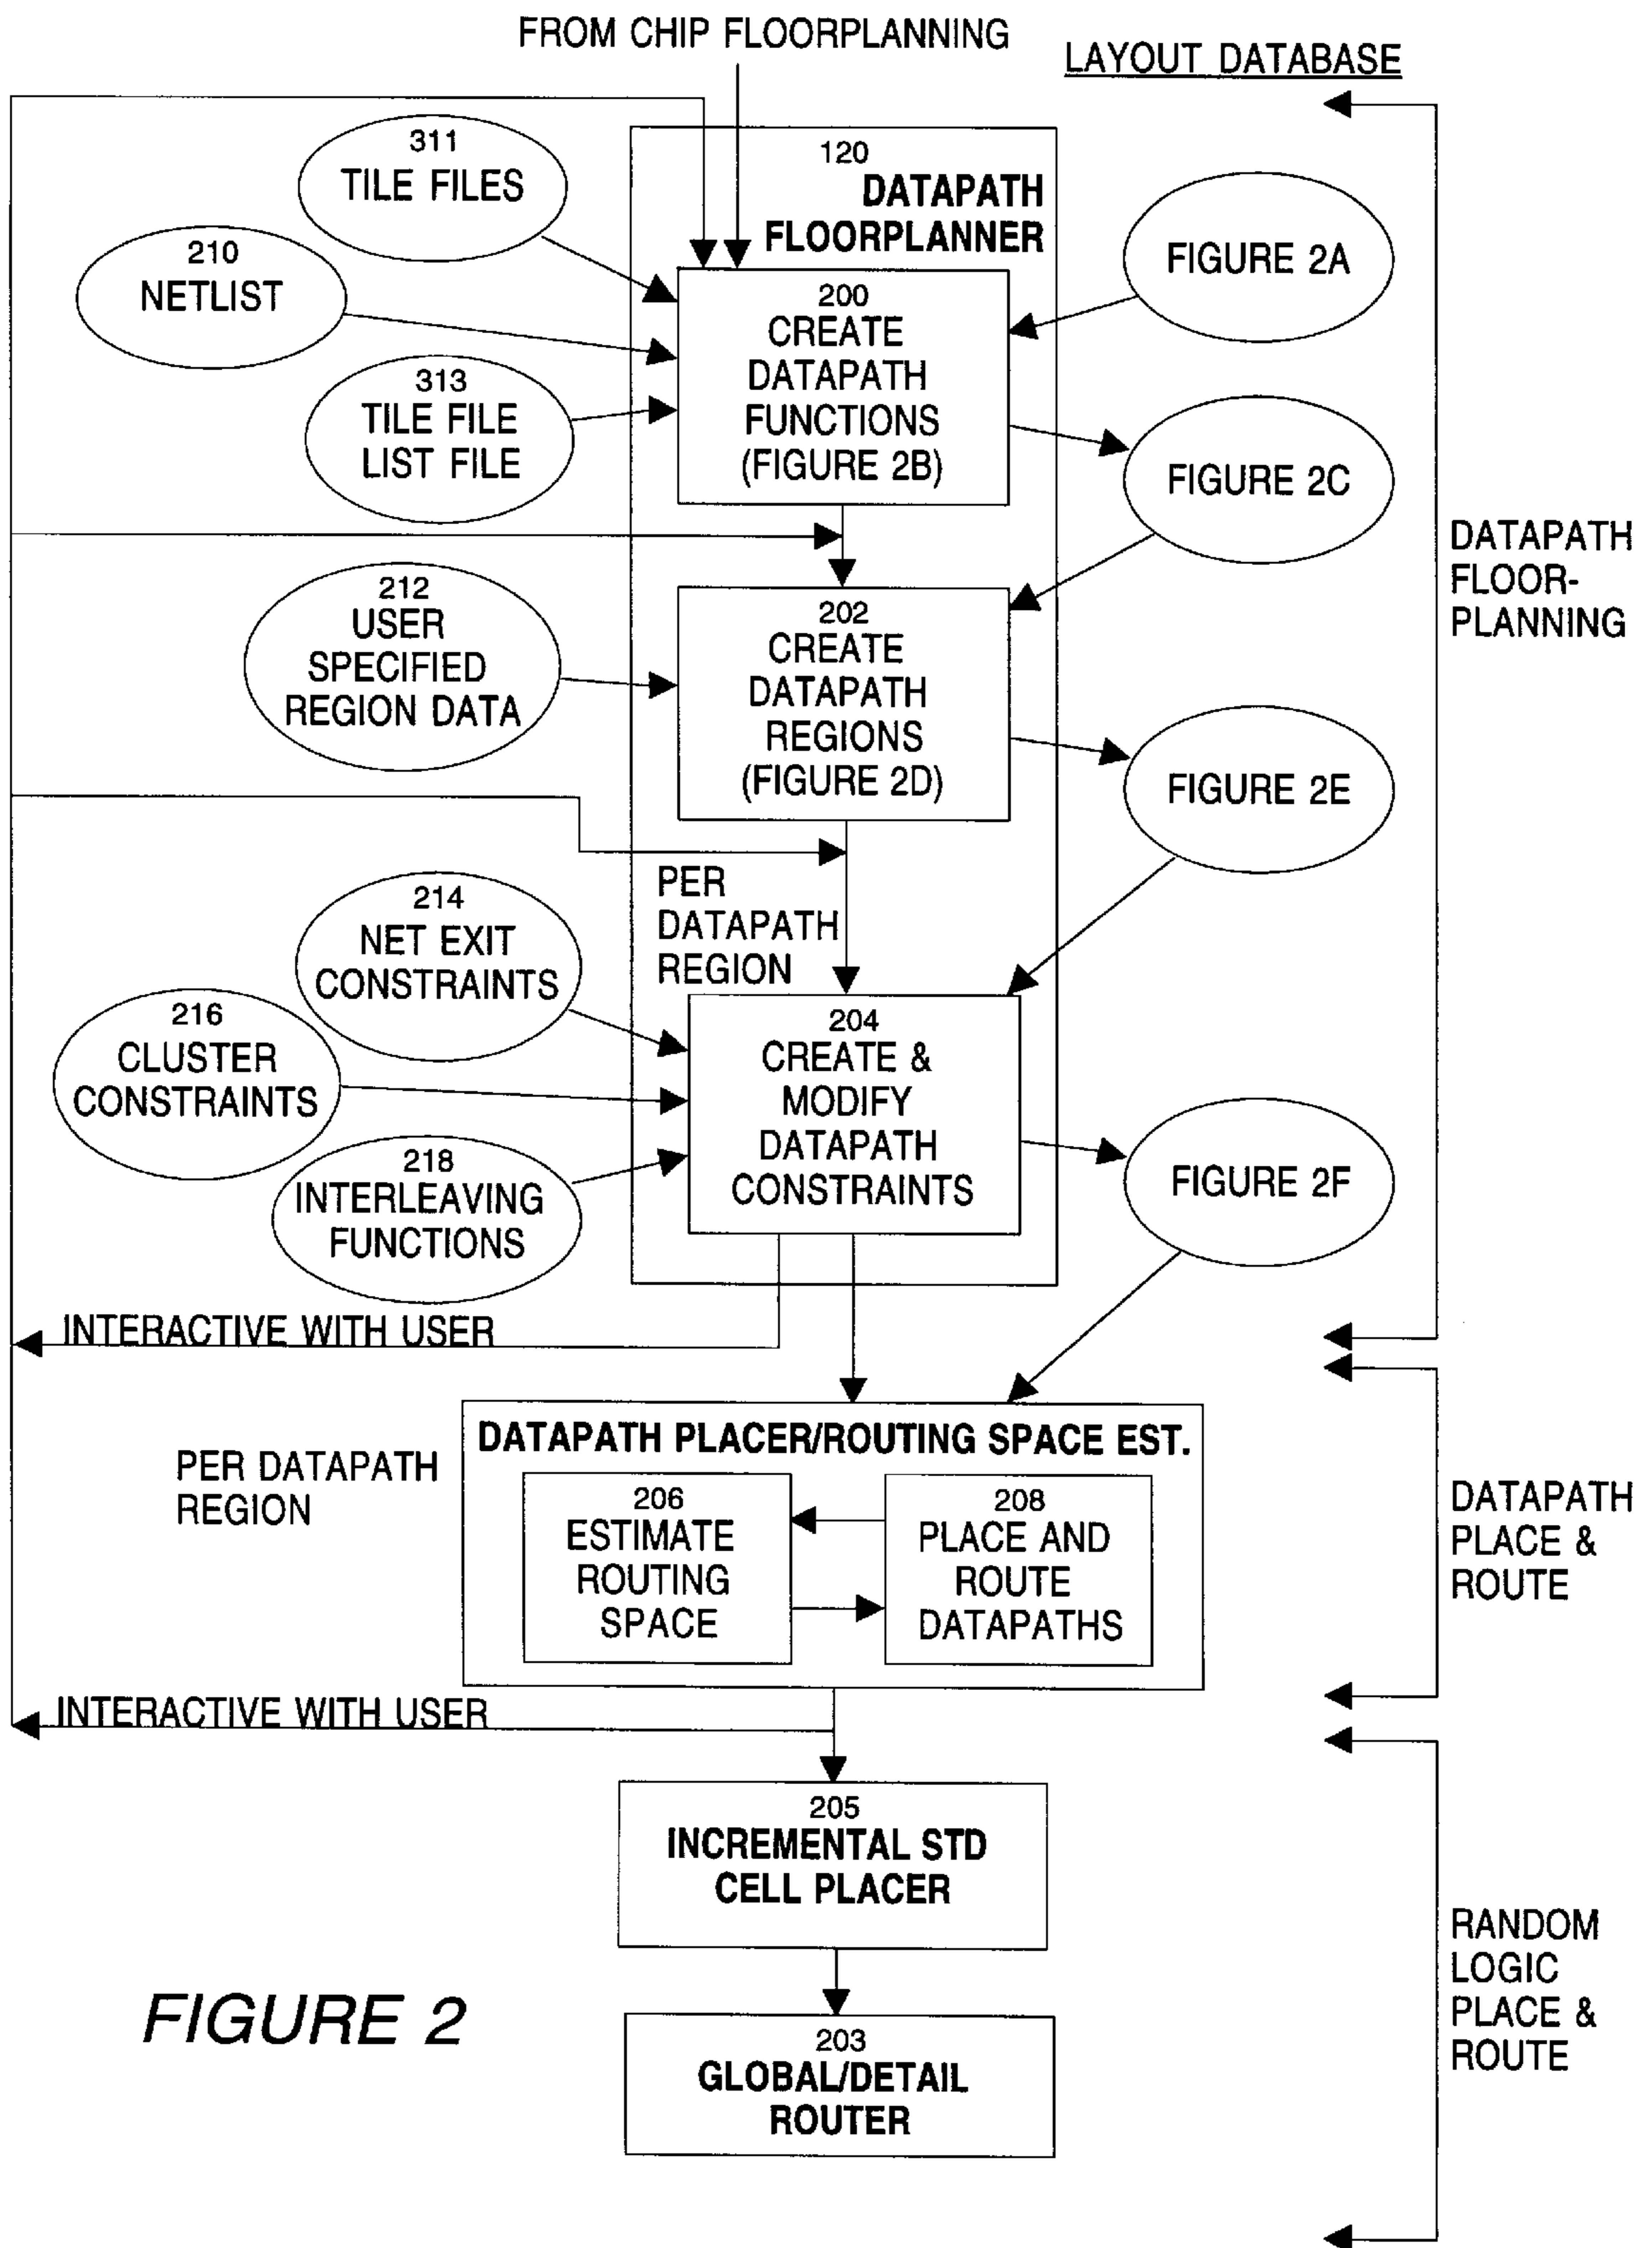 FROM CHIP FLOORPLANNING
LAYOUT DATABASE
311
TILE FILES
210
NETLIST
313
TILE FILE
LIST FILE
120
DATAPATH
FLOORPLANNER
200
CREATE
DATAPATH
FUNCTIONS
(FIGURE 2B)
FIGURE 2A
FIGURE 2C
DATAPATH
FLOOR-
PLANNING
212
USER
SPECIFIED
REGION DATA
202
CREATE
DATAPATH
REGIONS
(FIGURE 2D)
FIGURE 2E
PER
DATAPATH
REGION
214
NET EXIT
CONSTRAINTS
216
CLUSTER
CONSTRAINTS
218
INTERLEAVING
FUNCTIONS
204
CREATE &
MODIFY
DATAPATH
CONSTRAINTS
FIGURE 2F
INTERACTIVE WITH USER
PER DATAPATH
REGION
DATAPATH PLACER/ROUTING SPACE EST.
206
ESTIMATE
ROUTING
SPACE
208
PLACE AND
ROUTE
DATAPATHS
DATAPATH
PLACE &
ROUTE
INTERACTIVE WITH USER
205
INCREMENTAL STD
CELL PLACER
203
GLOBAL/DETAIL
ROUTER
RANDOM
LOGIC
PLACE &
ROUTE
FIGURE 2